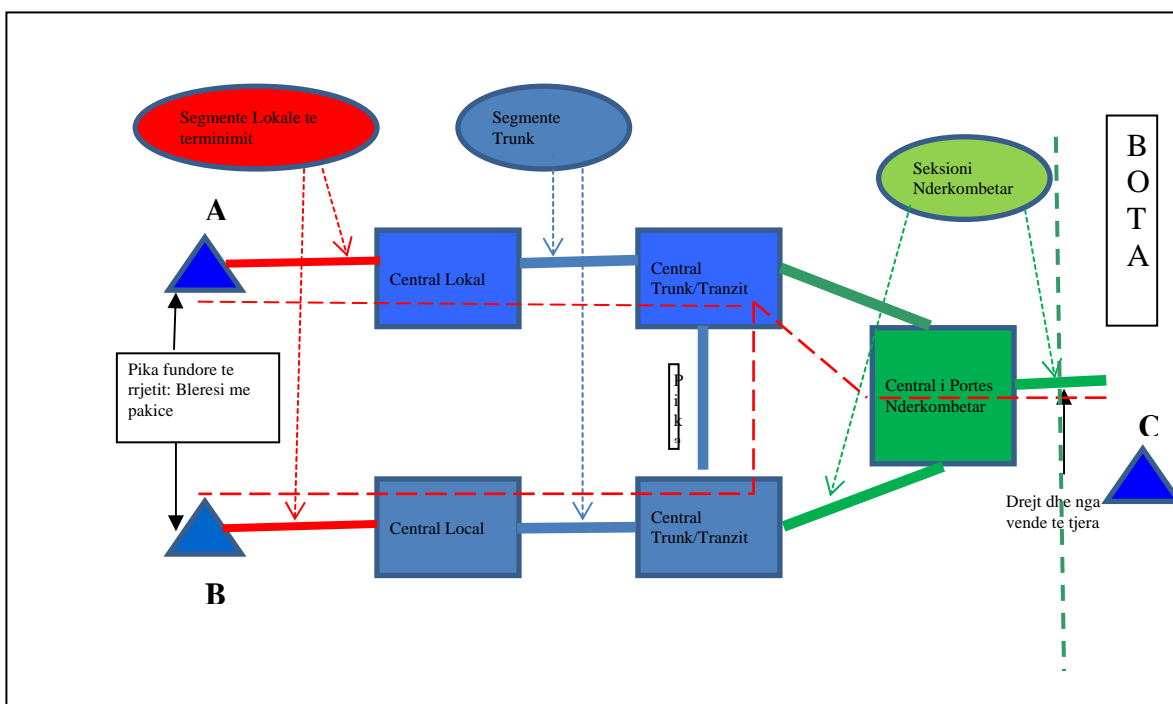 Segmente Lokale te
terminimit
Segmente
Trunk
Seksioni
Nderkombetar
B
O
T
A
A
Central Lokal
Central
Trunk/Tranzit
Pika fundore te
rrjetit: Bleresi me
pakice
P
i
k
Central i Portes
Nderkombetar
C
Drejt dhe nga
vende te tjera
Central Local
Central
Trunk/Tranzit
B